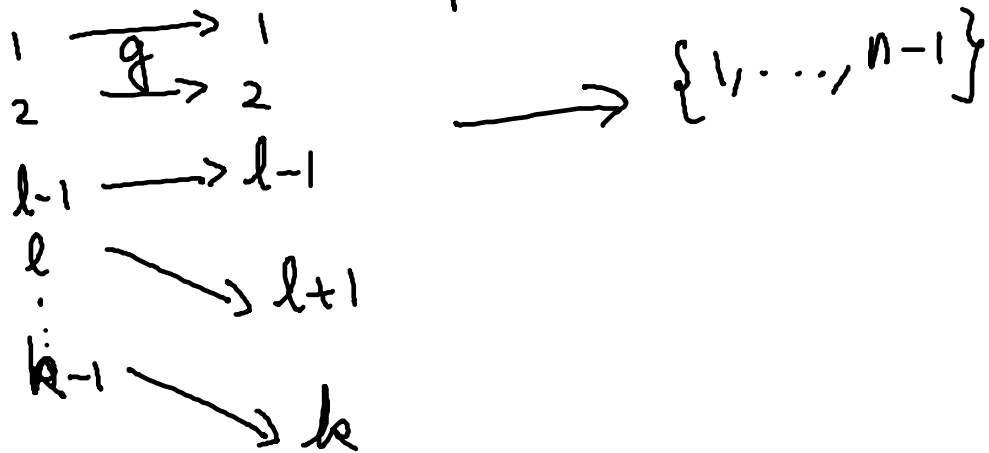 1 → 1
g
2 → 2
{1, ..., n-1}
→
l-1 → l-1
l → l+1
⋮
k-1 → k